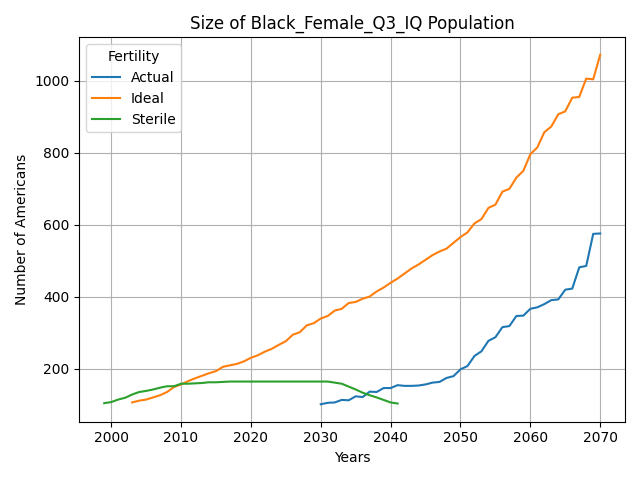 Size of Black_Female_Q3_IQ Population
Fertility
Actual
Ideal
Sterile
Number of Americans
1000
800
600
400
200
2000 2010 2020 2030 2040 2050 2060 2070
Years